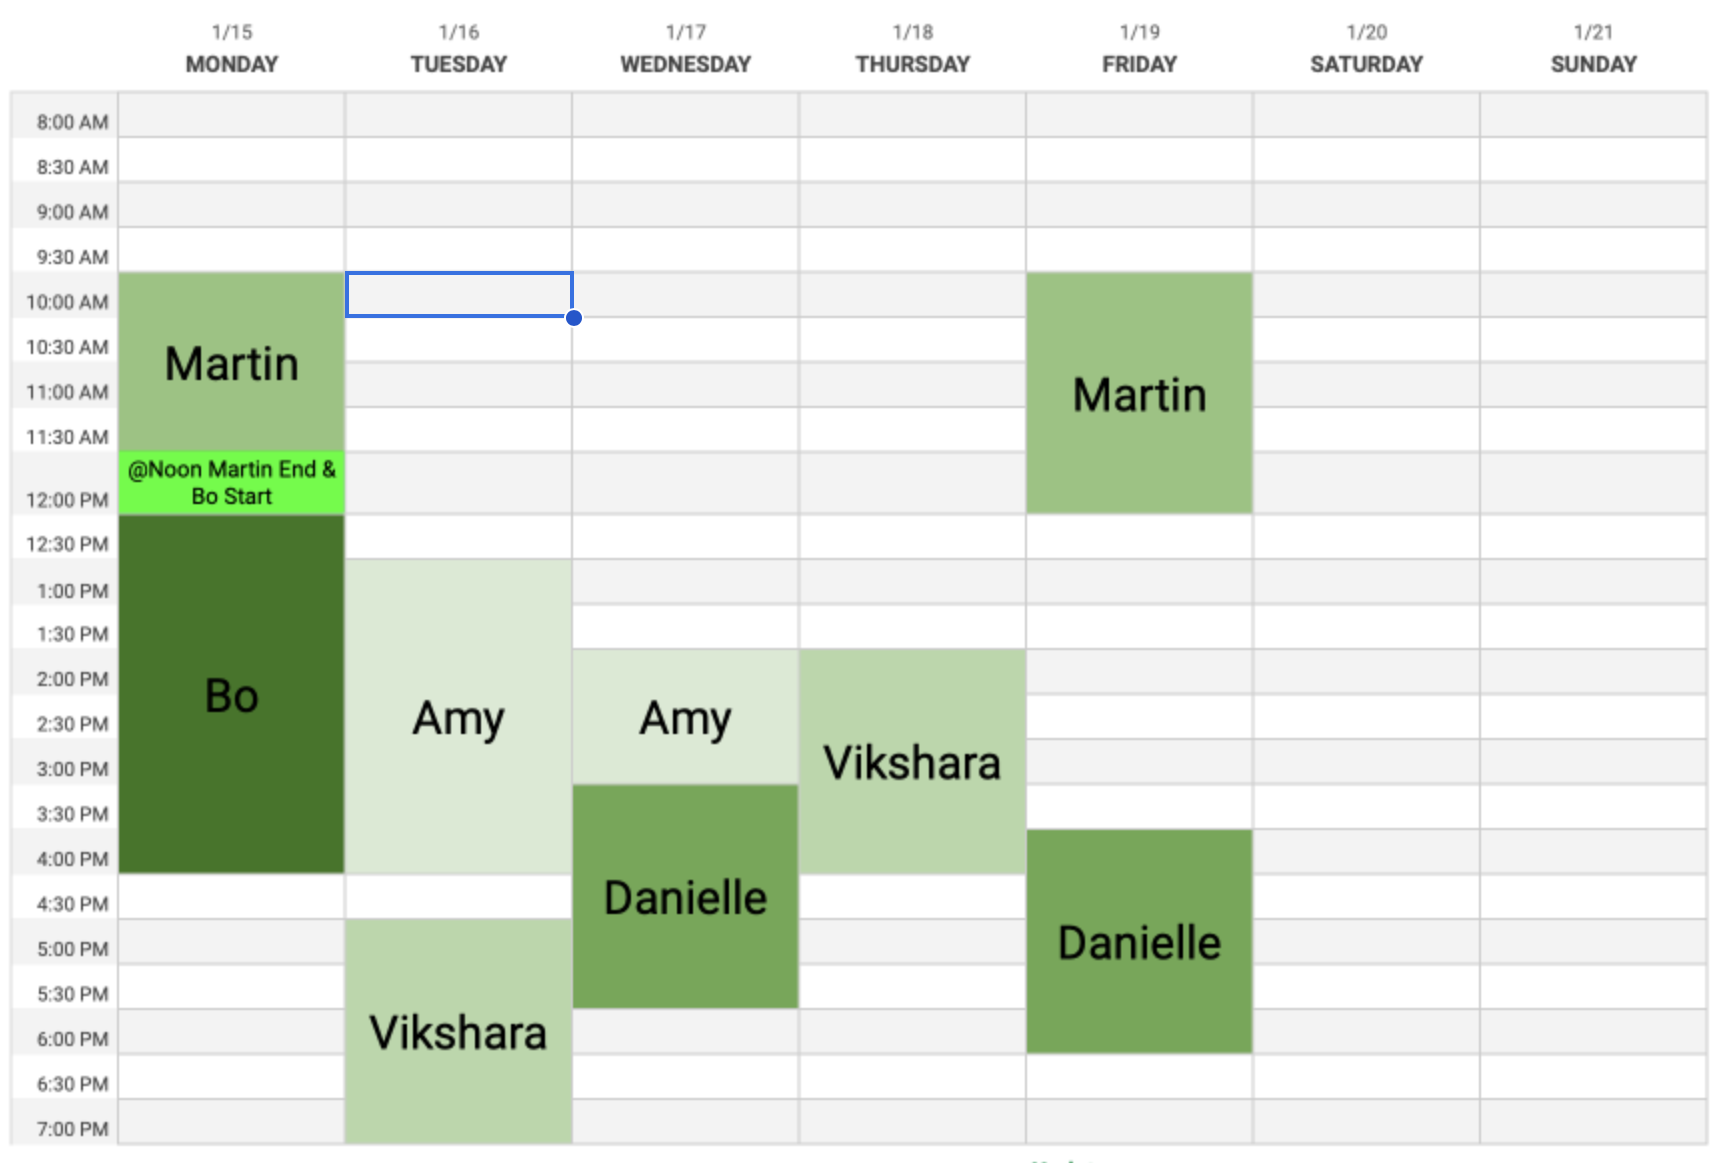 1/15 1/16 1/17 1/18 1/19 1/20 1/21
MONDAY TUESDAY WEDNESDAY THURSDAY FRIDAY SATURDAY SUNDAY
8:00 AM
8:30 AM
9:00 AM
9:30 AM
10:00 AM
10:30 AM
Martin
11:00 AM Martin
11:30 AM
@Noon Martin End &
Bo Start
12:00 PM
12:30 PM
1:00 PM
1:30 PM
2:00 PM
Bo
2:30 PM Amy Amy
3:00 PM Vikshara
3:30 PM
4:00 PM
4:30 PM Danielle
5:00 PM Danielle
5:30 PM
6:00 PM Vikshara
6:30 PM
7:00 PM